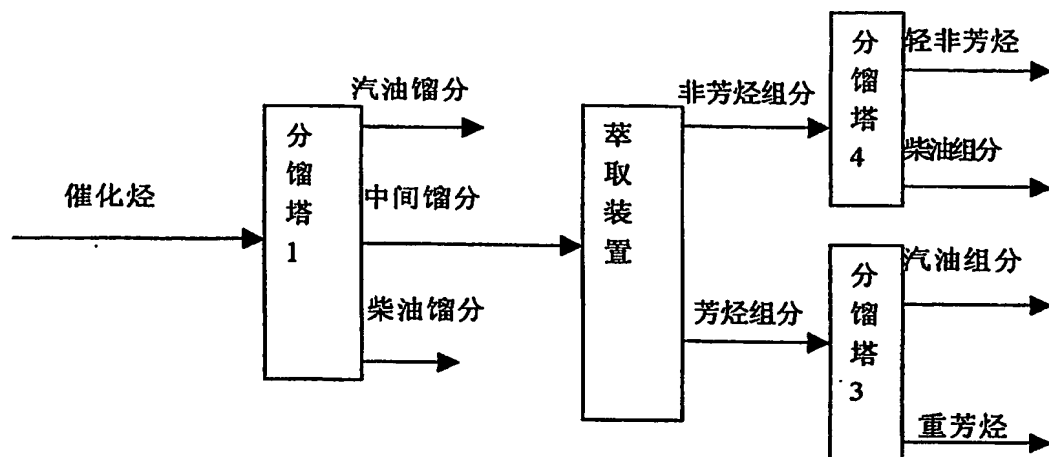 催化烃
分馏塔1
汽油馏分
中间馏分
柴油馏分
萃取装置
非芳烃组分
芳烃组分
分馏塔4
轻非芳烃
柴油组分
分馏塔3
汽油组分
重芳烃